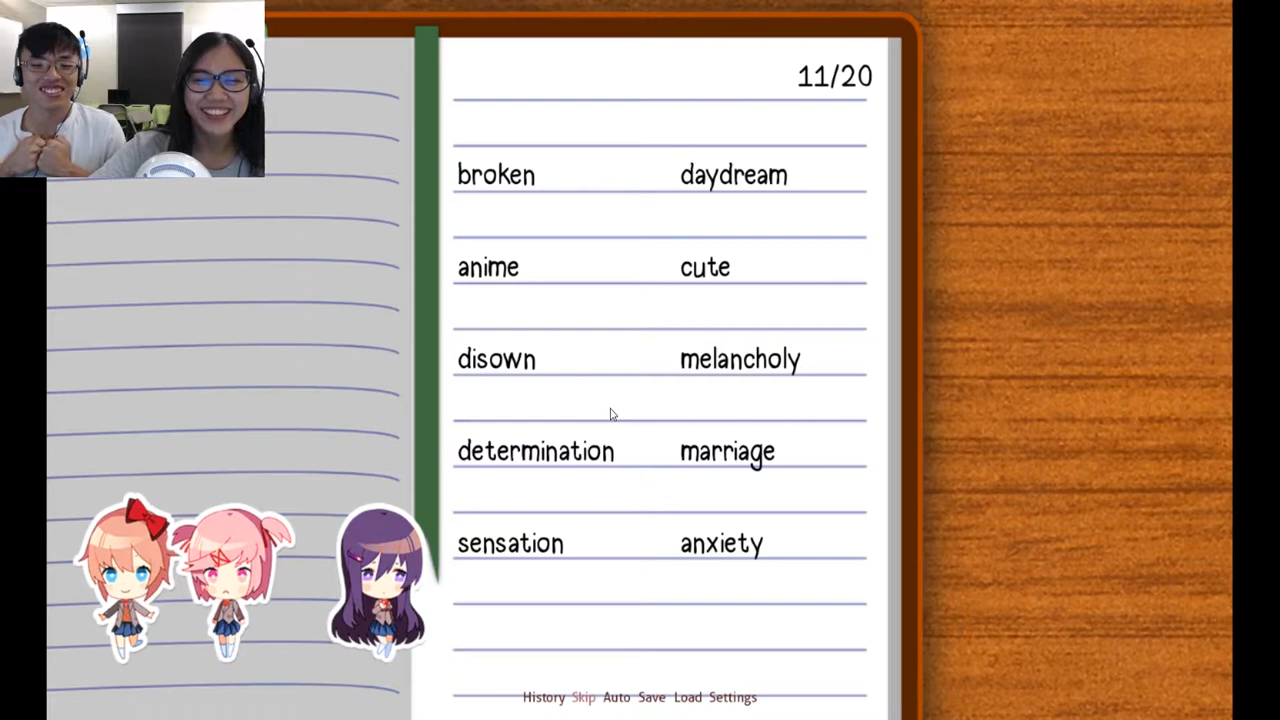 11/20
broken daydream
anime cute
disown melancholy
determination marriage
sensation anxiety
History Skip Auto Save Load Settings